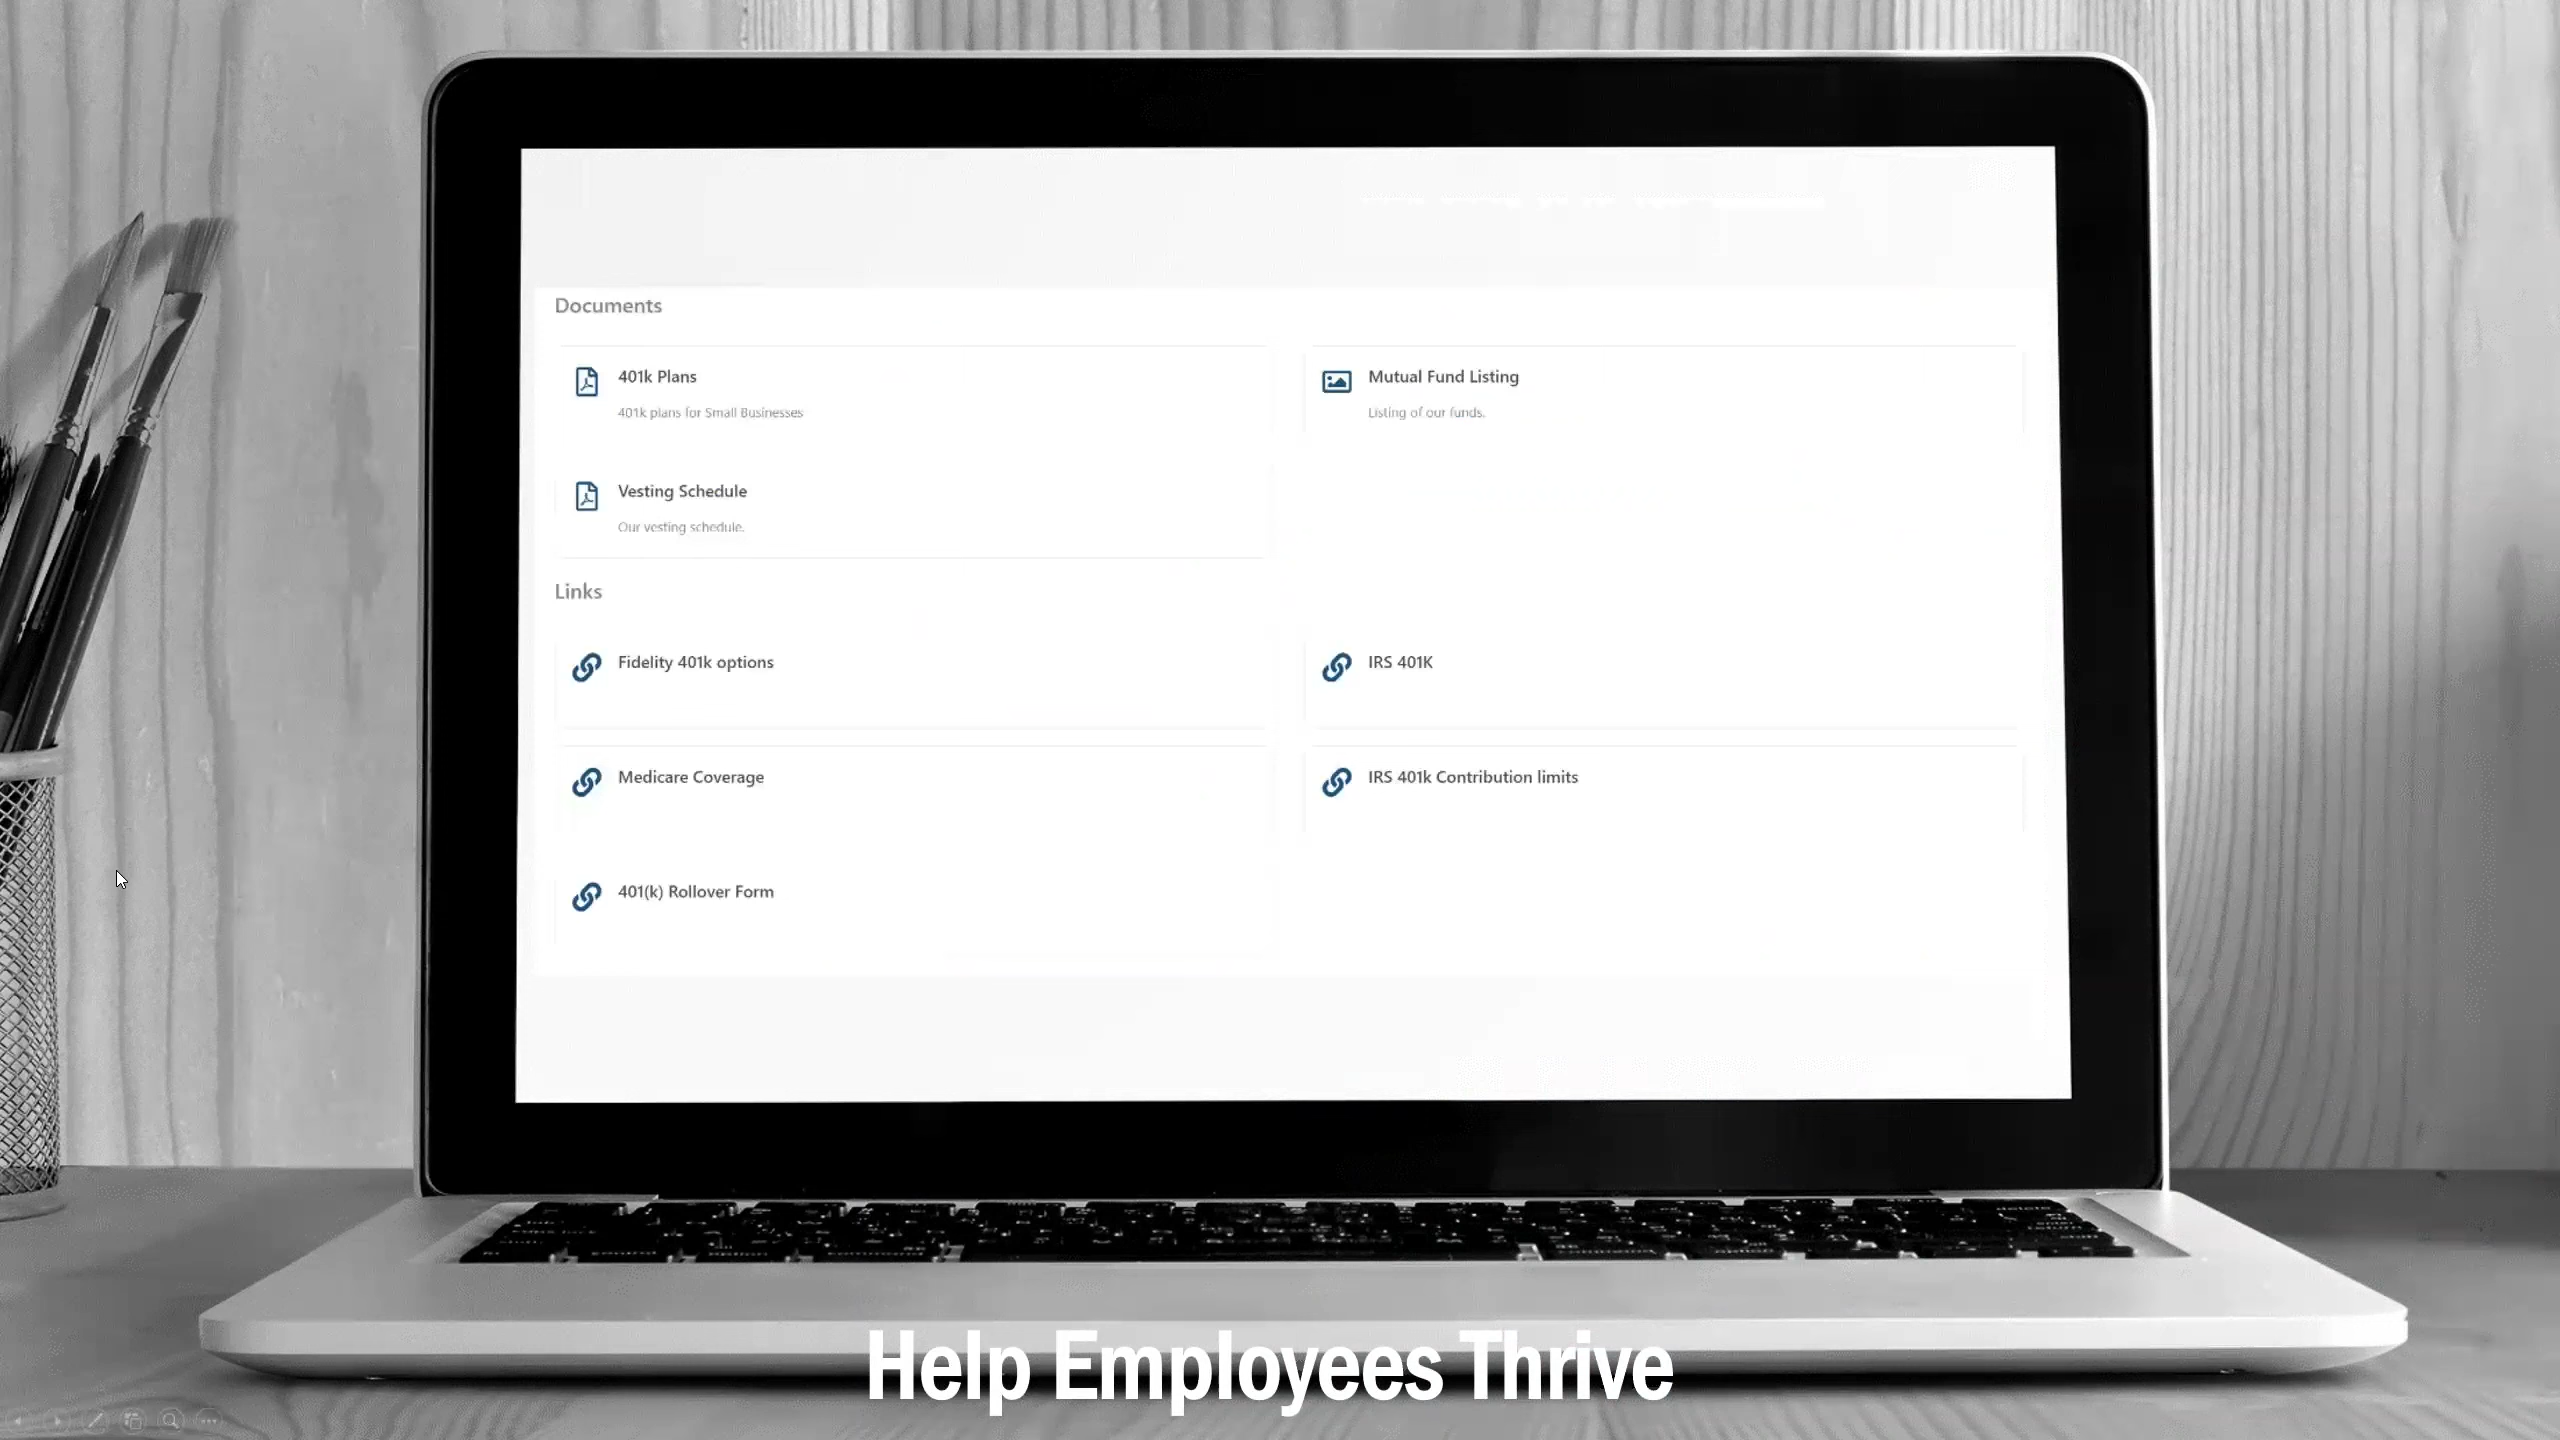 Documents
401k Plans
401k plans for Small Businesses
Mutual Fund Listing
Listing of our funds.
Vesting Schedule
Our vesting schedule.
Links
Fidelity 401k options
IRS 401K
Medicare Coverage
IRS 401k Contribution limits
401(k) Rollover Form
Help Employees Thrive